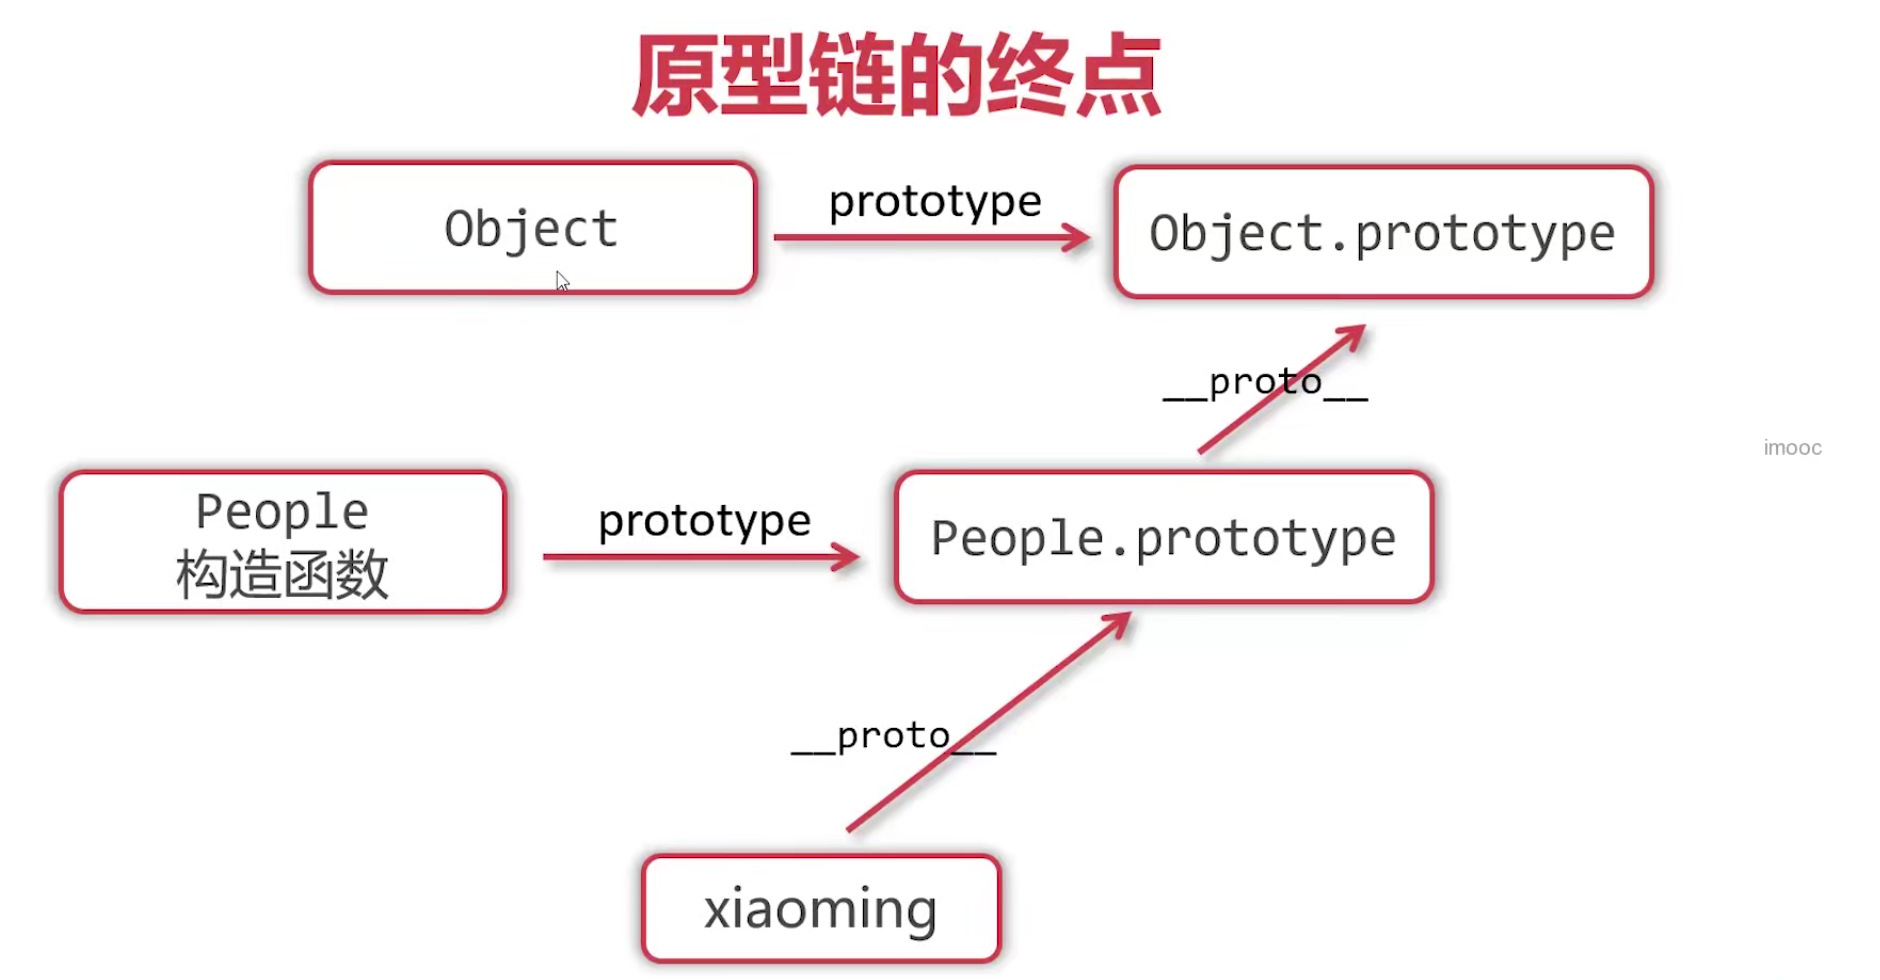 原型链的终点
Object
prototype
Object.prototype
__proto__
imooc
People
构造函数
prototype
People.prototype
__proto__
xiaoming